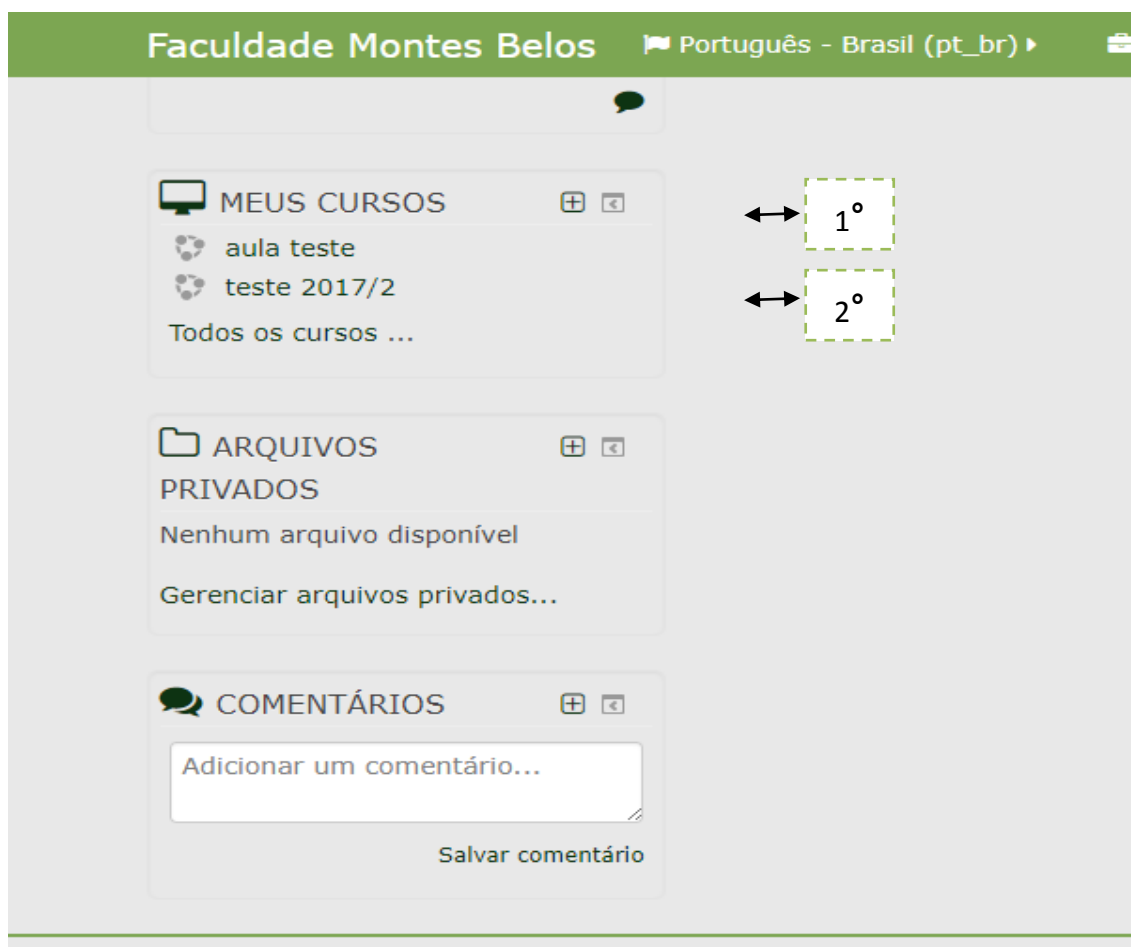 Faculdade Montes Belos Português - Brasil (pt_br)
MEUS CURSOS
1°
aula teste
teste 2017/2
2°
Todos os cursos ...
ARQUIVOS
PRIVADOS
Nenhum arquivo disponível
Gerenciar arquivos privados...
COMENTÁRIOS
Adicionar um comentário...
Salvar comentário